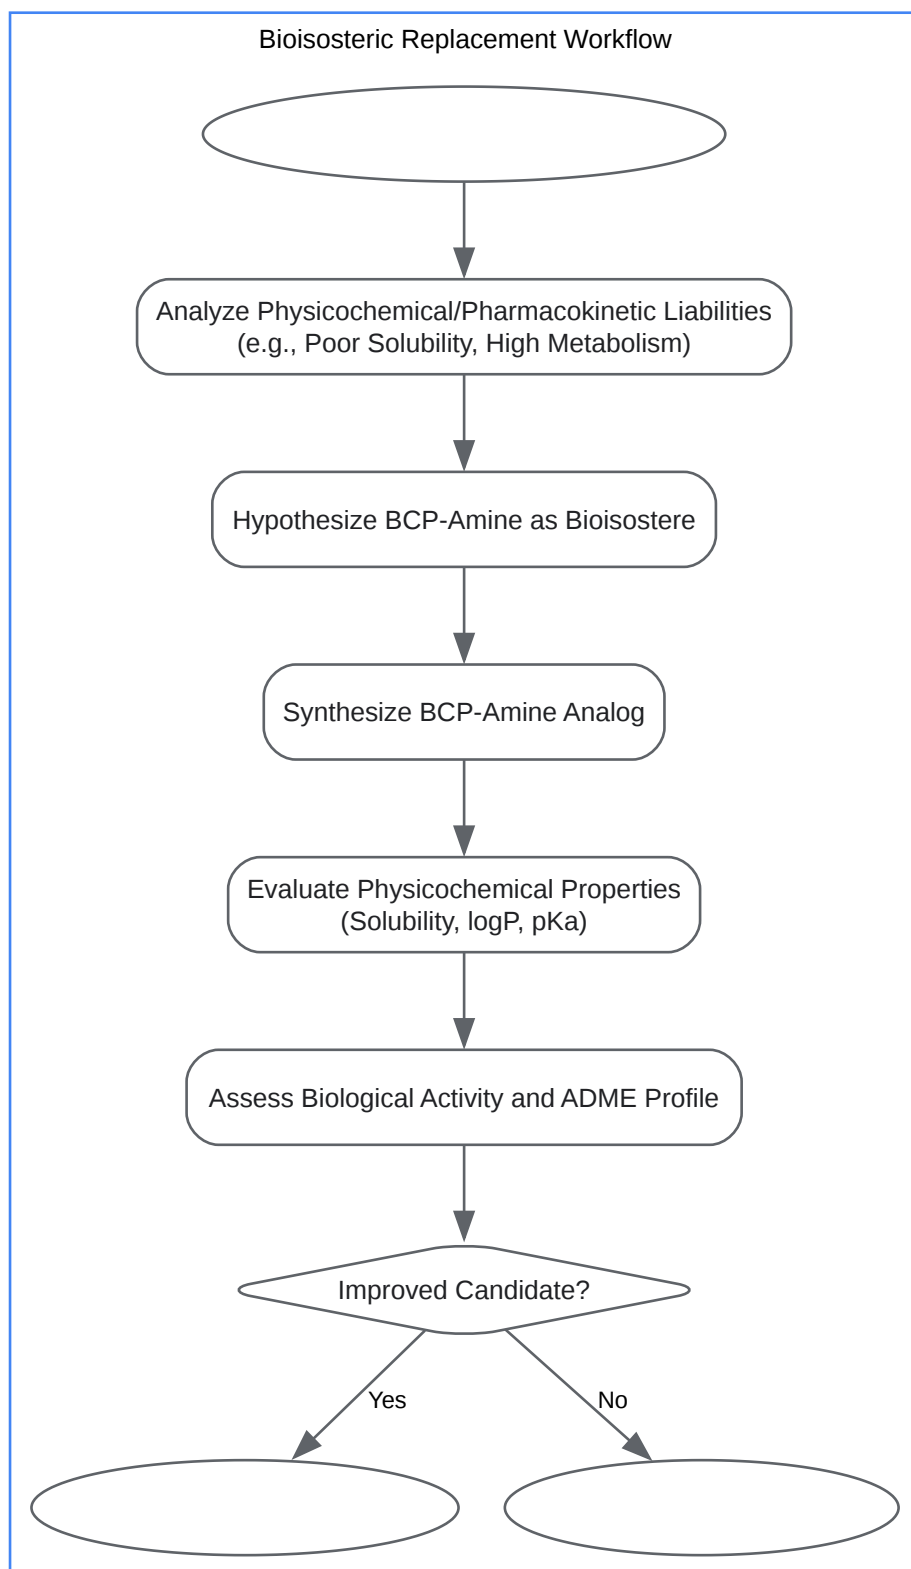 Bioisosteric Replacement Workflow
Analyze Physicochemical/Pharmacokinetic Liabilities
(e.g., Poor Solubility, High Metabolism)
Hypothesize BCP-Amine as Bioisostere
Synthesize BCP-Amine Analog
Evaluate Physicochemical Properties
(Solubility, logP, pKa)
Assess Biological Activity and ADME Profile
Improved Candidate?
Yes
No